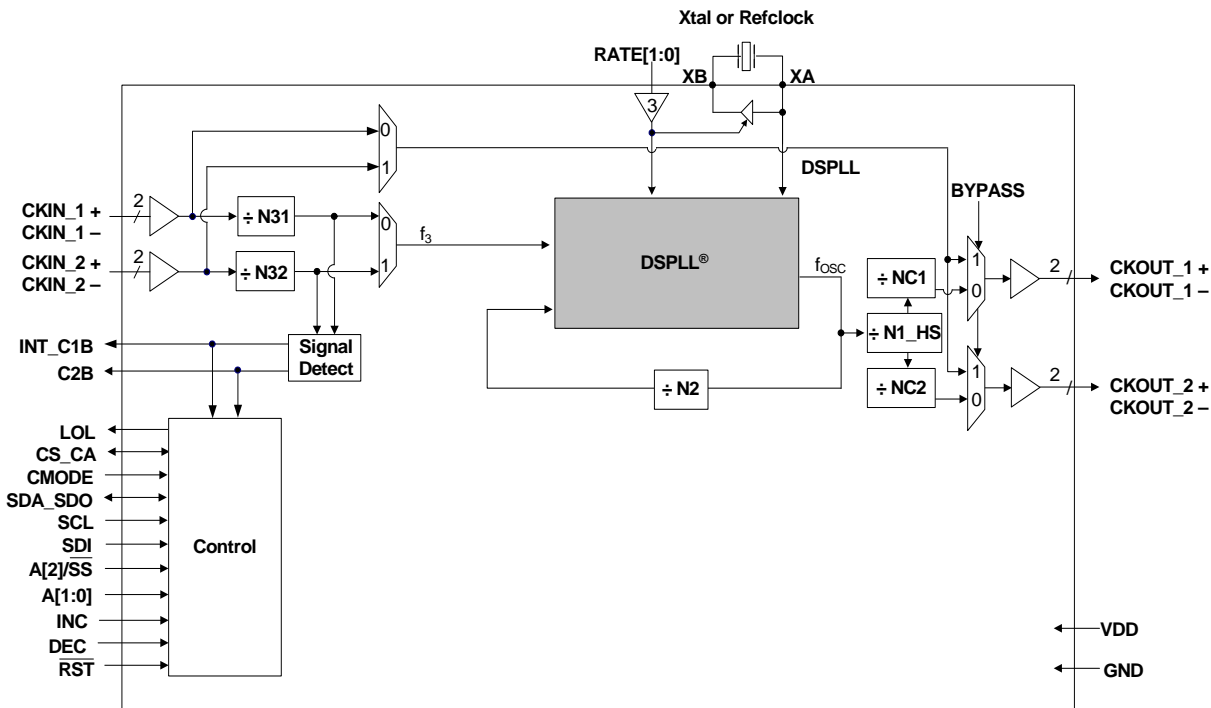 Xtal or Refclock
RATE[1:0]
XB
XA
3
0
1
DSPLL
BYPASS
CKIN_1 +
CKIN_1 –
2
÷ N31
0
1
f3
CKIN_2 +
CKIN_2 –
2
÷ N32
DSPLL®
fOSC
÷ NC1
1
0
2
CKOUT_1 +
CKOUT_1 –
÷ N1_HS
INT_C1B
C2B
Signal
Detect
÷ N2
÷ NC2
1
0
2
CKOUT_2 +
CKOUT_2 –
LOL
CS_CA
CMODE
SDA_SDO
SCL
SDI
A[2]/SS
A[1:0]
INC
DEC
RST
Control
VDD
GND